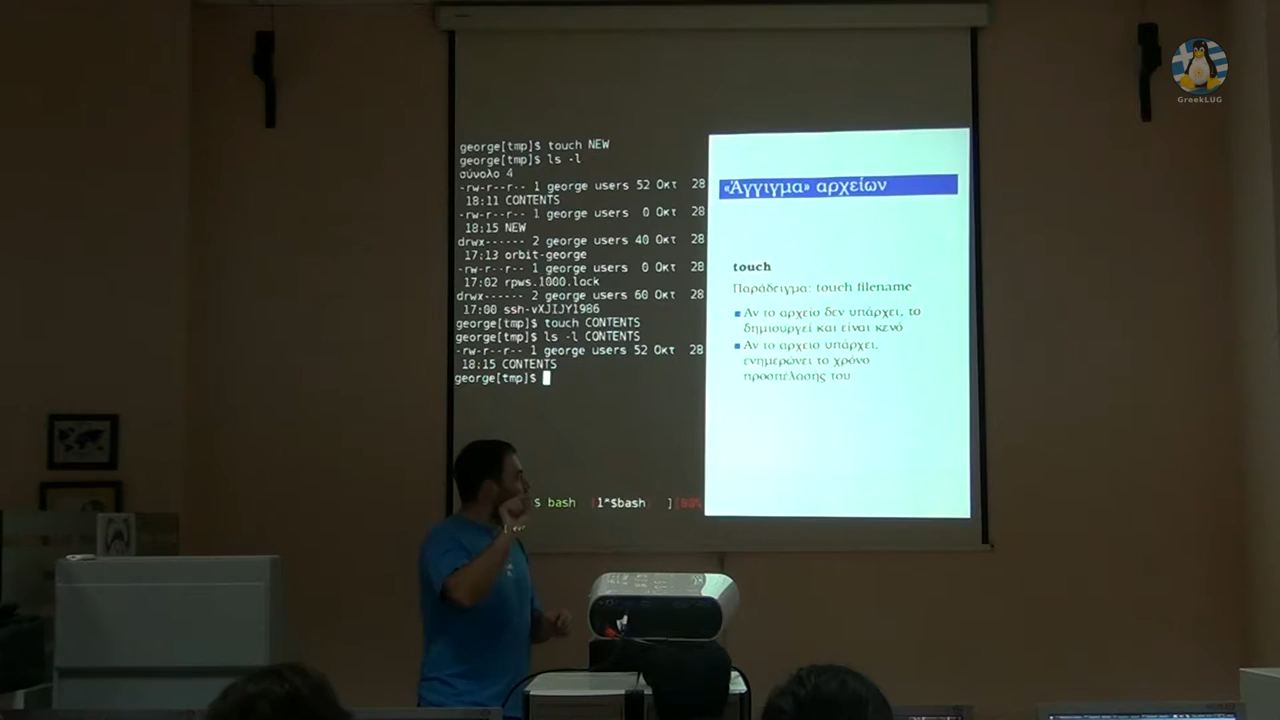 GreekLUG
george[tmp]$ touch NEW
george[tmp]$ ls -l
σύνολο 4
-rw-r--r-- 1 george users 52 Οκτ 28
18:11 CONTENTS
-rw-r--r-- 1 george users 0 Οκτ 28
18:15 NEW
drwx------ 2 george users 40 Οκτ 28
17:13 orbit-george
-rw-r--r-- 1 george users 0 Οκτ 28
17:02 rpws.1000.lock
drwx------ 2 george users 60 Οκτ 28
17:00 ssh-vXJIJY1986
george[tmp]$ touch CONTENTS
george[tmp]$ ls -l CONTENTS
-rw-r--r-- 1 george users 52 Οκτ 28
18:15 CONTENTS
george[tmp]$
$ bash 1*$bash ]
«Άγγιγμα» αρχείων
touch
Παράδειγμα: touch filename
Αν το αρχείο δεν υπάρχει, το
δημιουργεί και είναι κενό
Αν το αρχείο υπάρχει,
ενημερώνει το χρόνο
προσπέλασής του